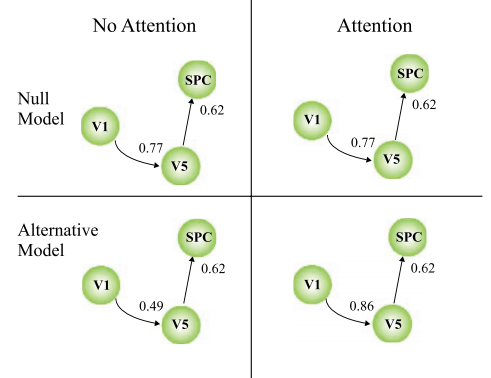 No Attention
Attention
Null
Model
SPC
0.62
V1
0.77
V5
SPC
0.62
V1
0.77
V5
Alternative
Model
SPC
0.62
V1
0.49
V5
SPC
0.62
V1
0.86
V5